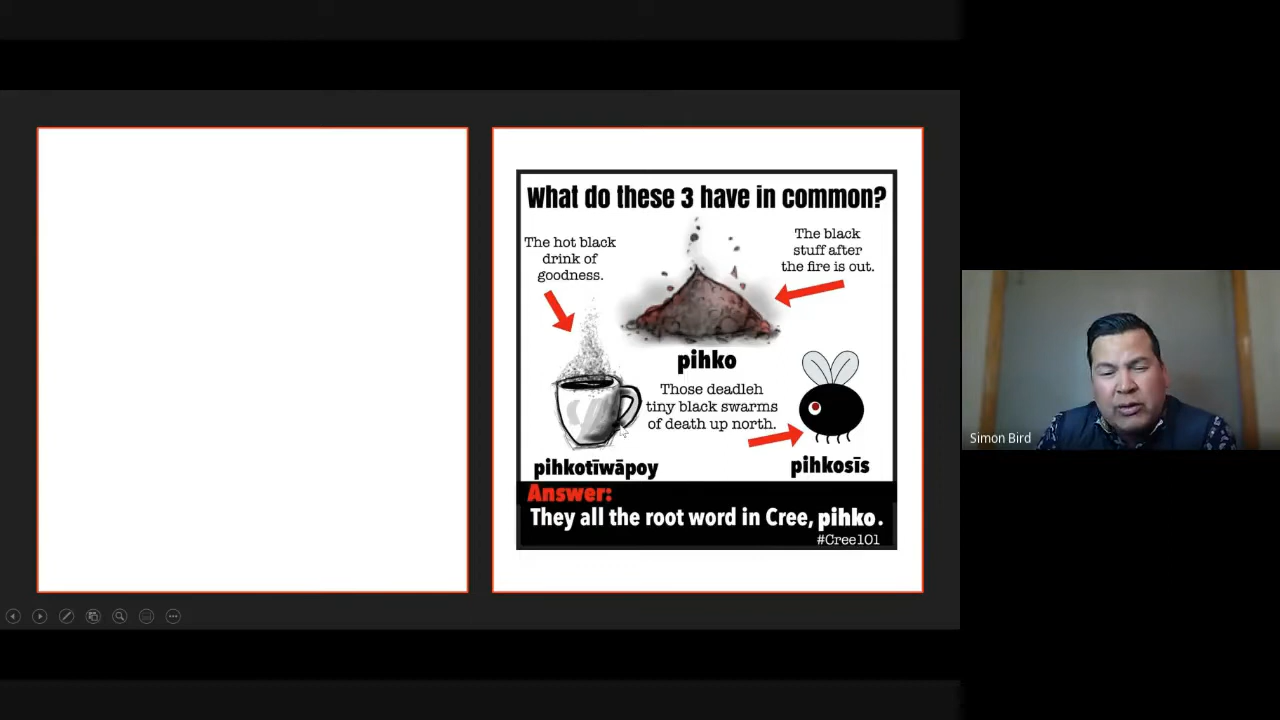 What do these 3 have in common?
The hot black
drink of
goodness.
The black
stuff after
the fire is out.
pihko
Those deadleh
tiny black swarms
of death up north.
pihkotīwāpoy
pihkosīs
Answer:
They all the root word in Cree, pihko.
#Cree101
Simon Bird